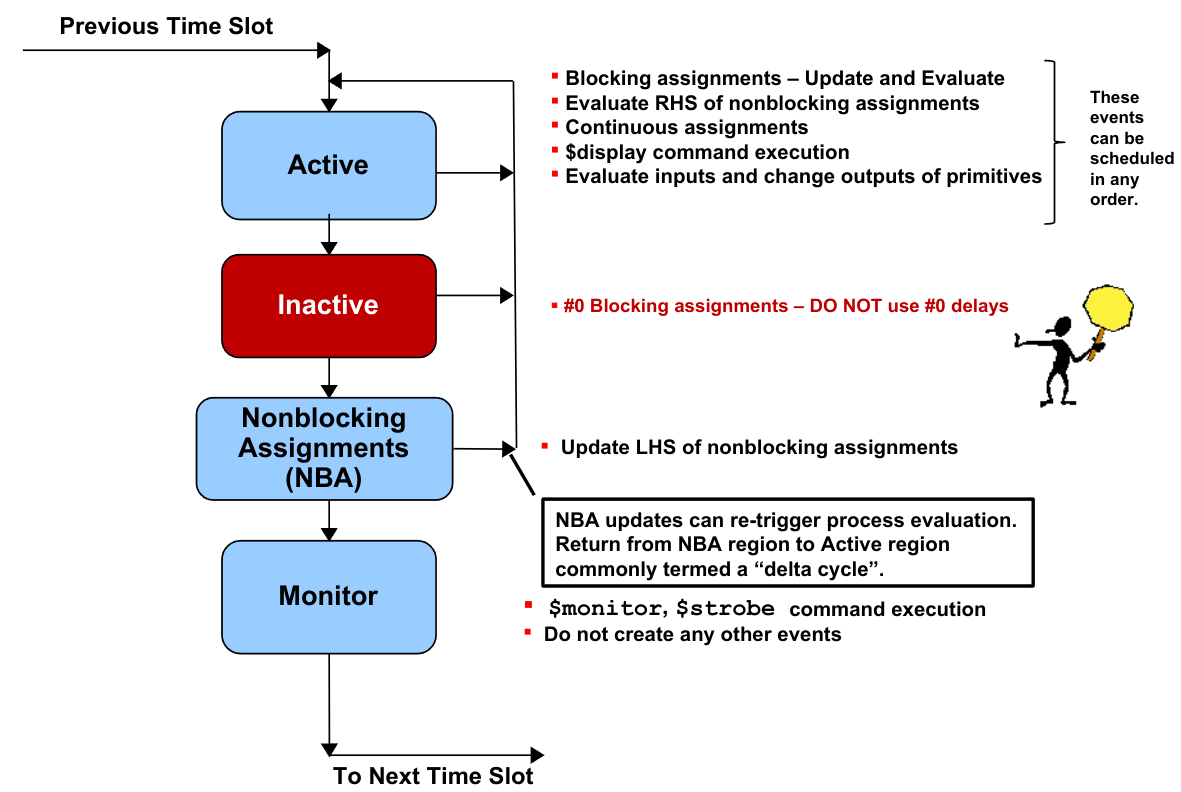 Previous Time Slot
Active
Blocking assignments – Update and Evaluate
Evaluate RHS of nonblocking assignments
Continuous assignments
$display command execution
Evaluate inputs and change outputs of primitives
These
events
can be
scheduled
in any
order.
Inactive
#0 Blocking assignments – DO NOT use #0 delays
Nonblocking
Assignments
(NBA)
Update LHS of nonblocking assignments
NBA updates can re-trigger process evaluation.
Return from NBA region to Active region
commonly termed a “delta cycle”.
Monitor
$monitor, $strobe command execution
Do not create any other events
To Next Time Slot